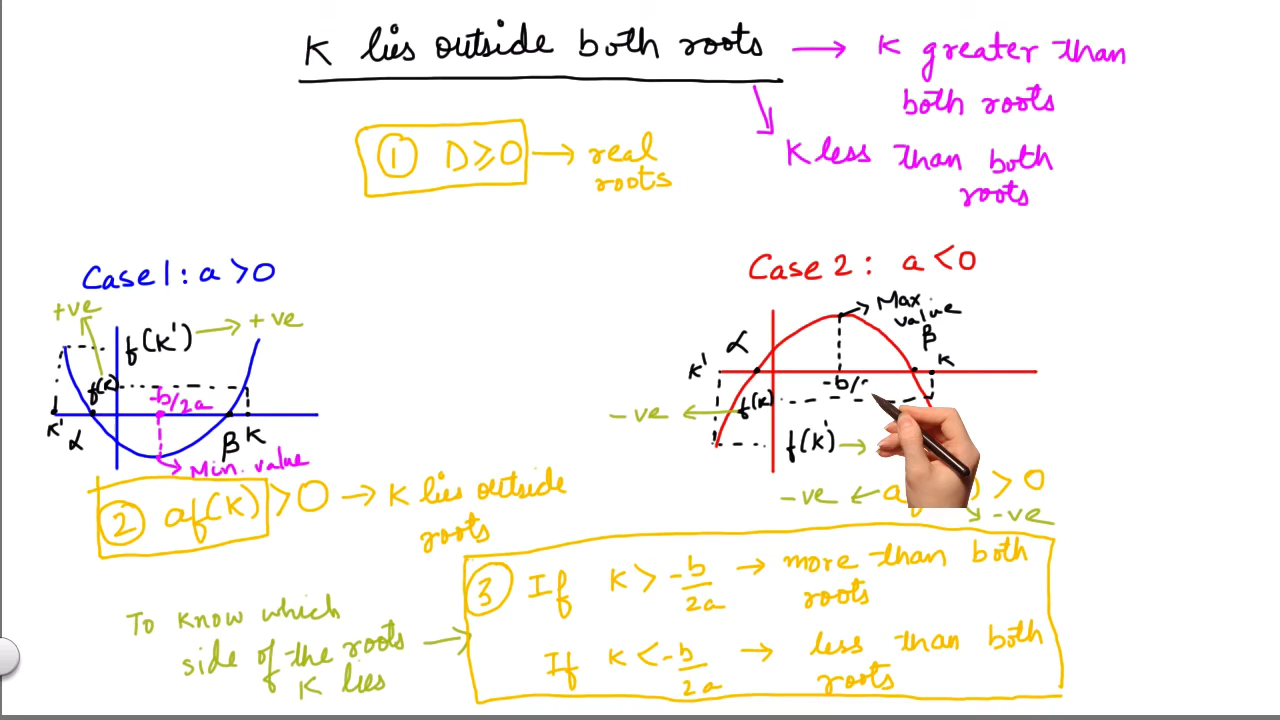 K lies outside both roots → K greater than
both roots
K less than both
roots
① D≥0 → real
roots
Case 1: a>0
+ve
f(K') → +ve
f(K)
-b/2a
K' α β K
Min. value
② af(K) >0 → K lies outside
roots
Case 2: a<0
Max
value
α β
K' K
-b/
-ve ← f(K)
f(K') →
-ve ← >0
-ve
To know which
side of the roots
K lies
③ If K > -b/2a → more than both
roots
If K < -b/2a → less than both
roots